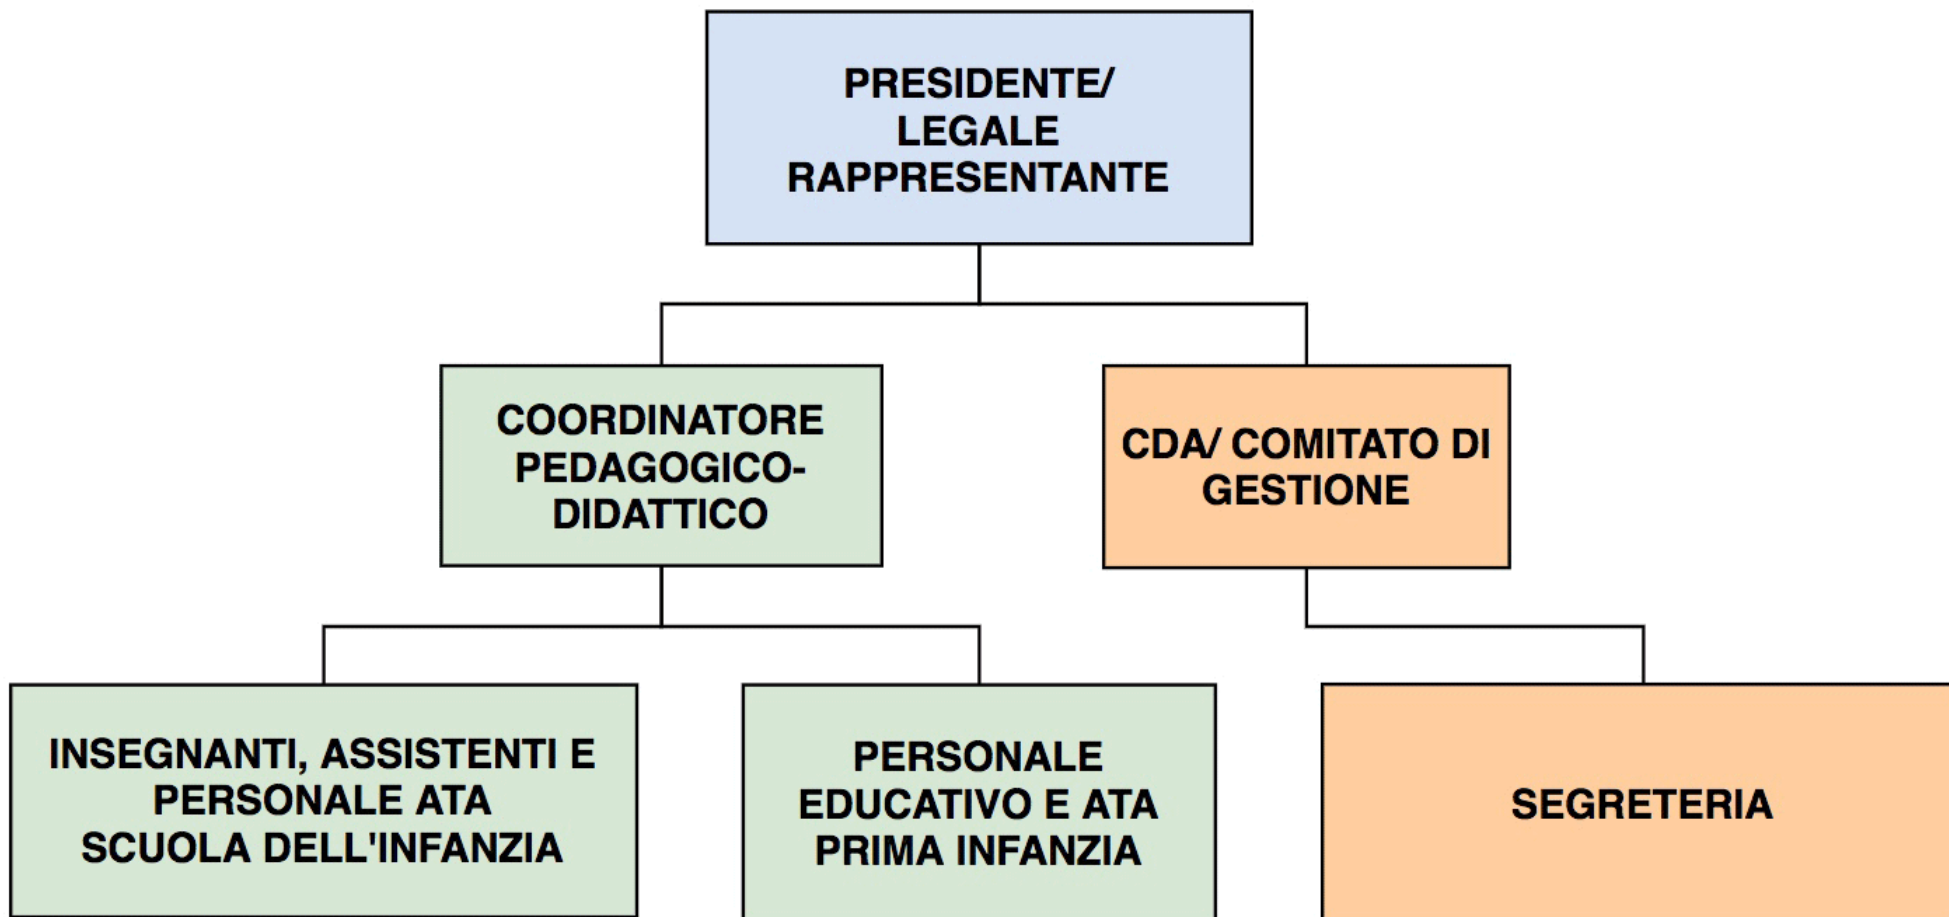 PRESIDENTE/
LEGALE
RAPPRESENTANTE
COORDINATORE
PEDAGOGICO-
DIDATTICO
CDA/ COMITATO DI
GESTIONE
INSEGNANTI, ASSISTENTI E
PERSONALE ATA
SCUOLA DELL'INFANZIA
PERSONALE
EDUCATIVO E ATA
PRIMA INFANZIA
SEGRETERIA